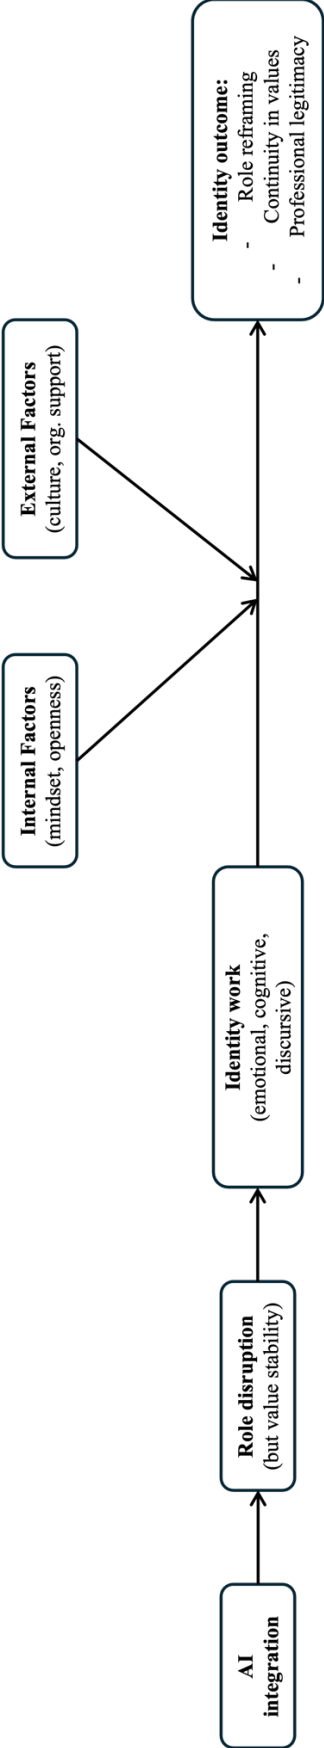 AI
integration
Role disruption
(but value stability)
Identity work
(emotional, cognitive,
discursive)
Internal Factors
(mindset, openness)
External Factors
(culture, org. support)
Identity outcome:
- Role reframing
- Continuity in values
- Professional legitimacy